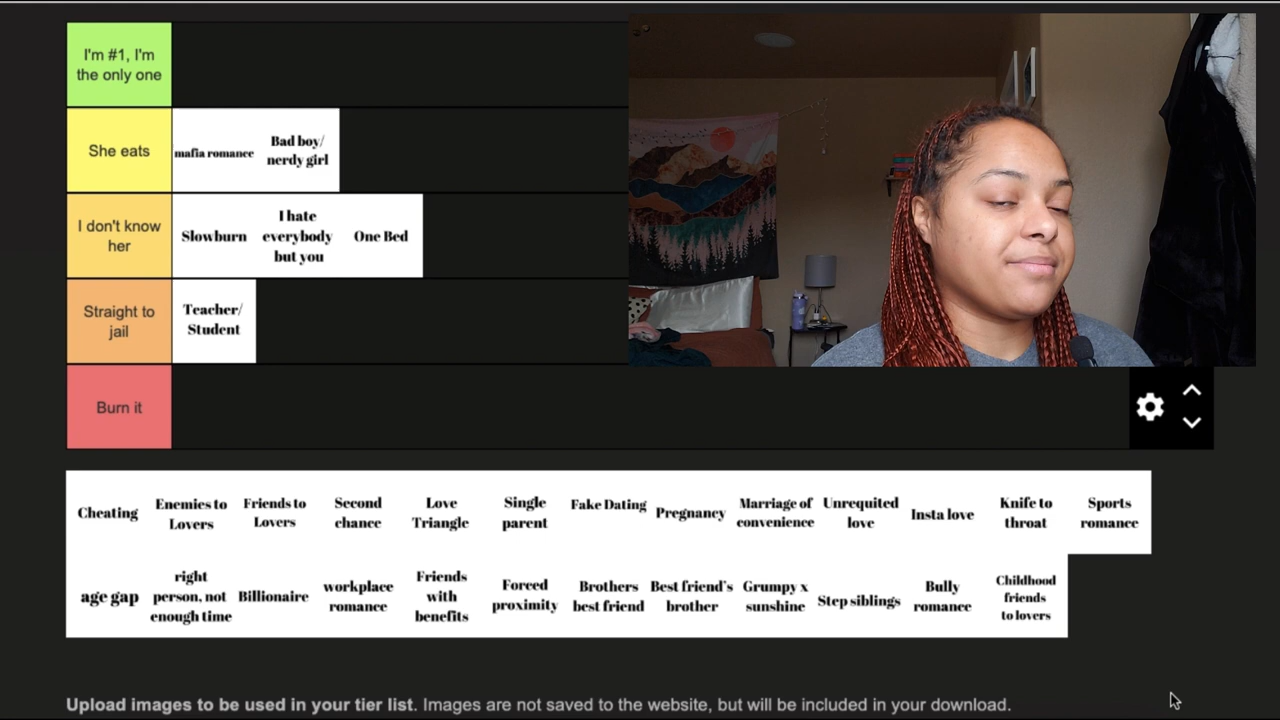 I'm #1, I'm
the only one
She eats
mafia romance
Bad boy/
nerdy girl
I don't know
her
Slowburn
I hate
everybody
but you
One Bed
Straight to
jail
Teacher/
Student
Burn it
Cheating
Enemies to
Lovers
Friends to
Lovers
Second
chance
Love
Triangle
Single
parent
Fake Dating
Pregnancy
Marriage of
convenience
Unrequited
love
Insta love
Knife to
throat
Sports
romance
age gap
right
person, not
enough time
Billionaire
workplace
romance
Friends
with
benefits
Forced
proximity
Brothers
best friend
Best friend's
brother
Grumpy x
sunshine
Step siblings
Bully
romance
Childhood
friends
to lovers
Upload images to be used in your tier list. Images are not saved to the website, but will be included in your download.